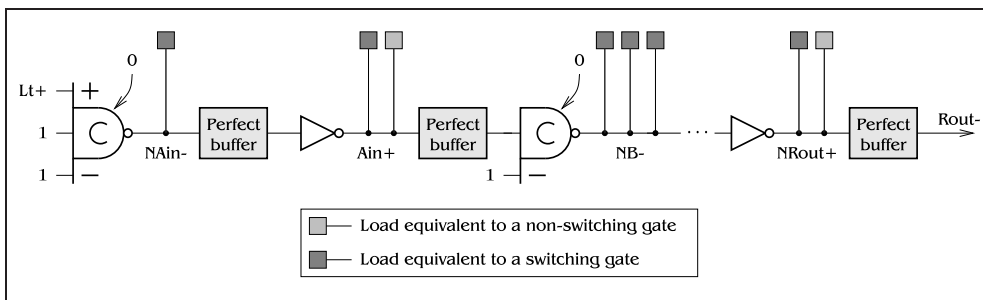 0
0
Lt+
+
1
C
Perfect buffer
Perfect buffer
C
...
Perfect buffer
Rout-
NAin-
Ain+
NB-
NRout+
1
−
1
−
Load equivalent to a non-switching gate
Load equivalent to a switching gate